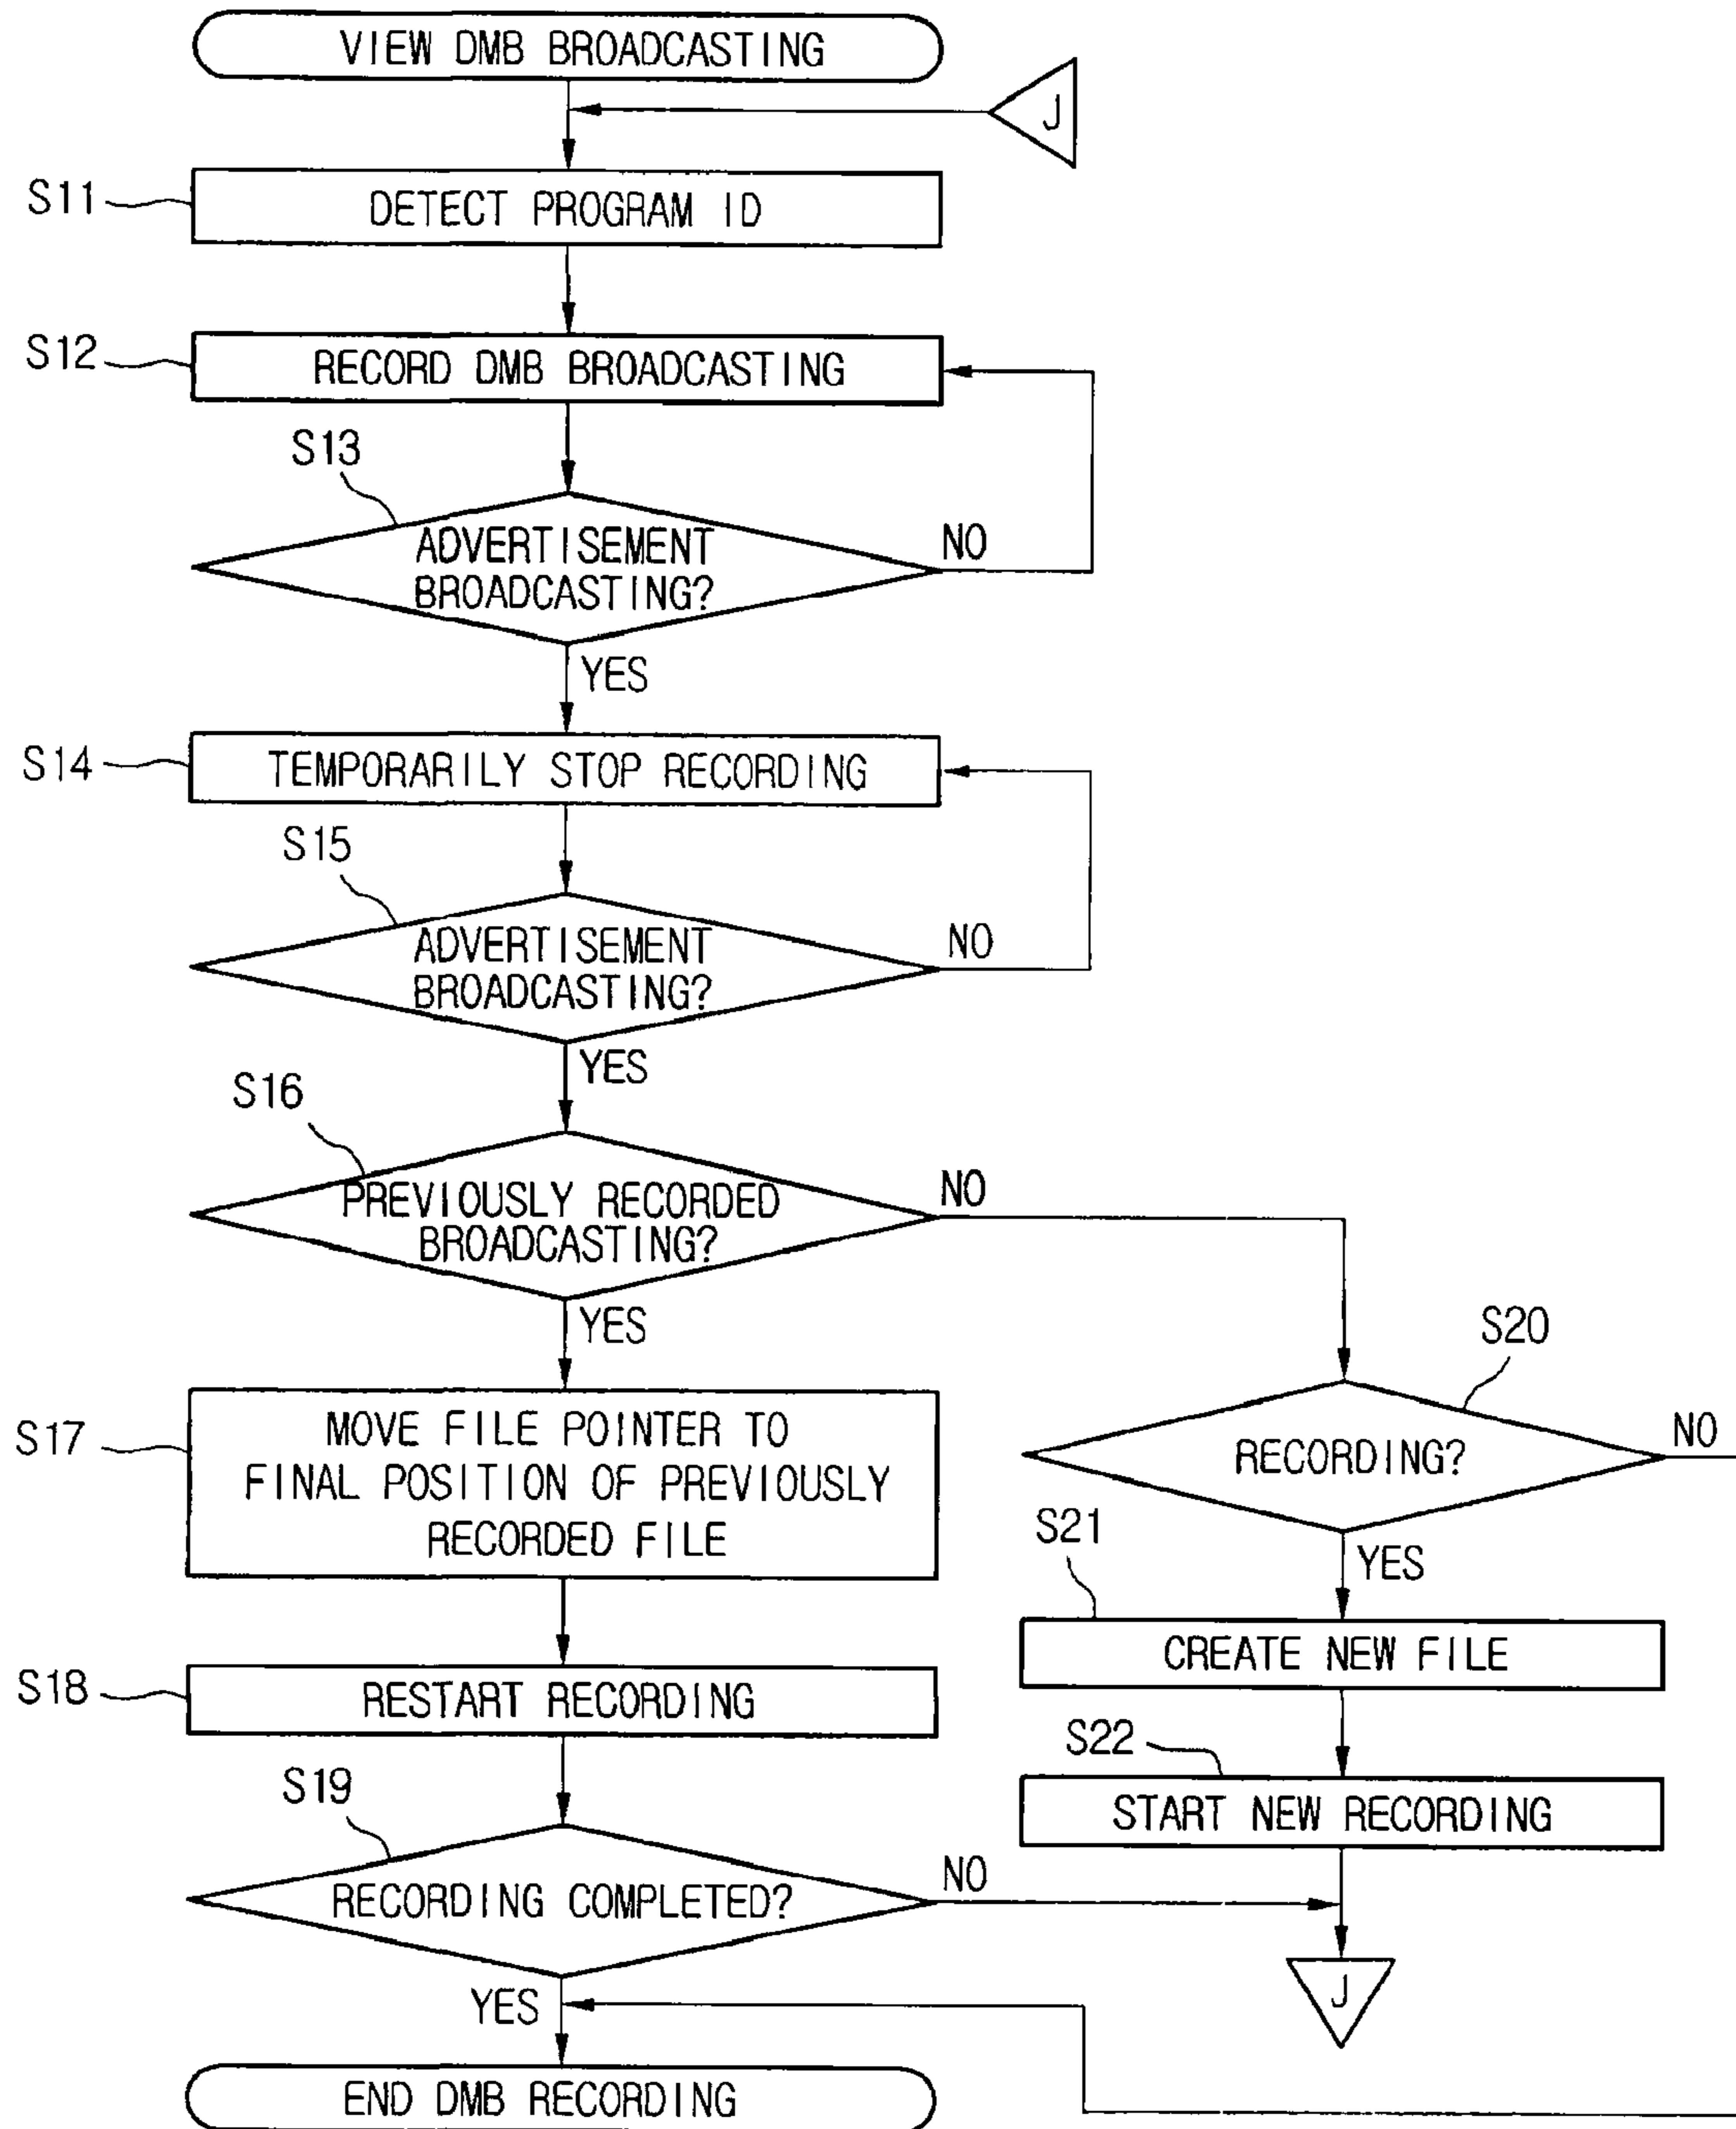 VIEW DMB BROADCASTING
J
S11
DETECT PROGRAM ID
S12
RECORD DMB BROADCASTING
S13
ADVERTISEMENT
BROADCASTING?
NO
YES
S14
TEMPORARILY STOP RECORDING
S15
ADVERTISEMENT
BROADCASTING?
NO
YES
S16
PREVIOUSLY RECORDED
BROADCASTING?
NO
YES
S17
MOVE FILE POINTER TO
FINAL POSITION OF PREVIOUSLY
RECORDED FILE
S20
RECORDING?
NO
YES
S21
CREATE NEW FILE
S18
RESTART RECORDING
S22
START NEW RECORDING
S19
RECORDING COMPLETED?
NO
YES
J
END DMB RECORDING